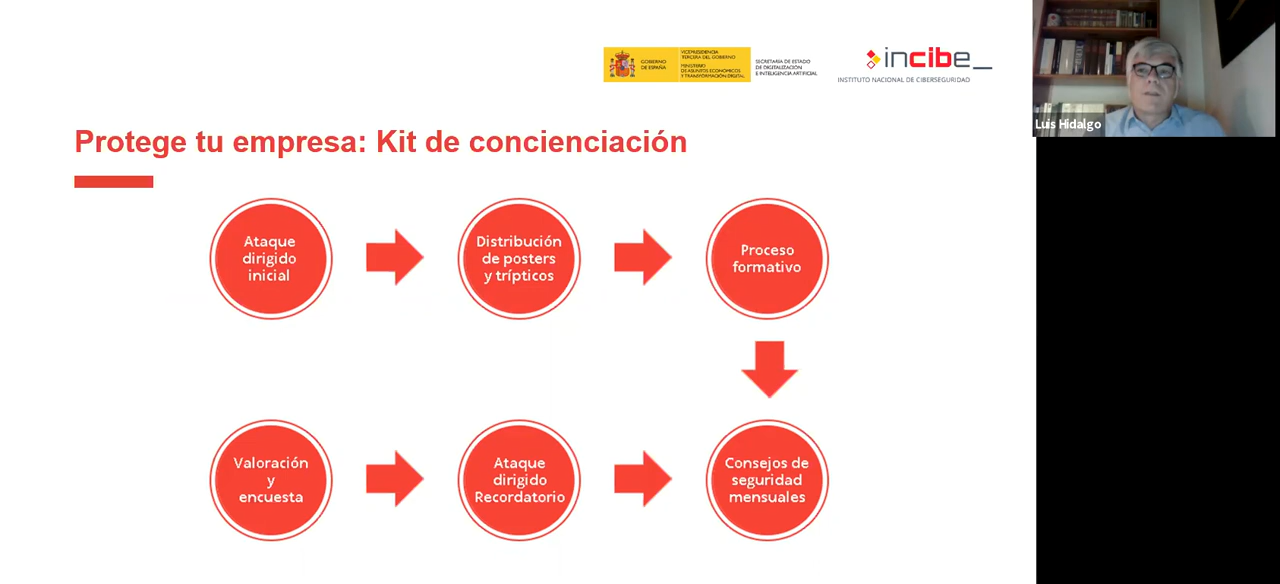 GOBIERNO
DE ESPAÑA
VICEPRESIDENCIA
TERCERA DEL GOBIERNO
MINISTERIO
DE ASUNTOS ECONÓMICOS
Y TRANSFORMACIÓN DIGITAL
SECRETARÍA DE ESTADO
DE DIGITALIZACIÓN
E INTELIGENCIA ARTIFICIAL
incibe_
INSTITUTO NACIONAL DE CIBERSEGURIDAD
Luis Hidalgo
Protege tu empresa: Kit de concienciación
Ataque
dirigido
inicial
Distribución
de posters
y trípticos
Proceso
formativo
Valoración
y
encuesta
Ataque
dirigido
Recordatorio
Consejos de
seguridad
mensuales